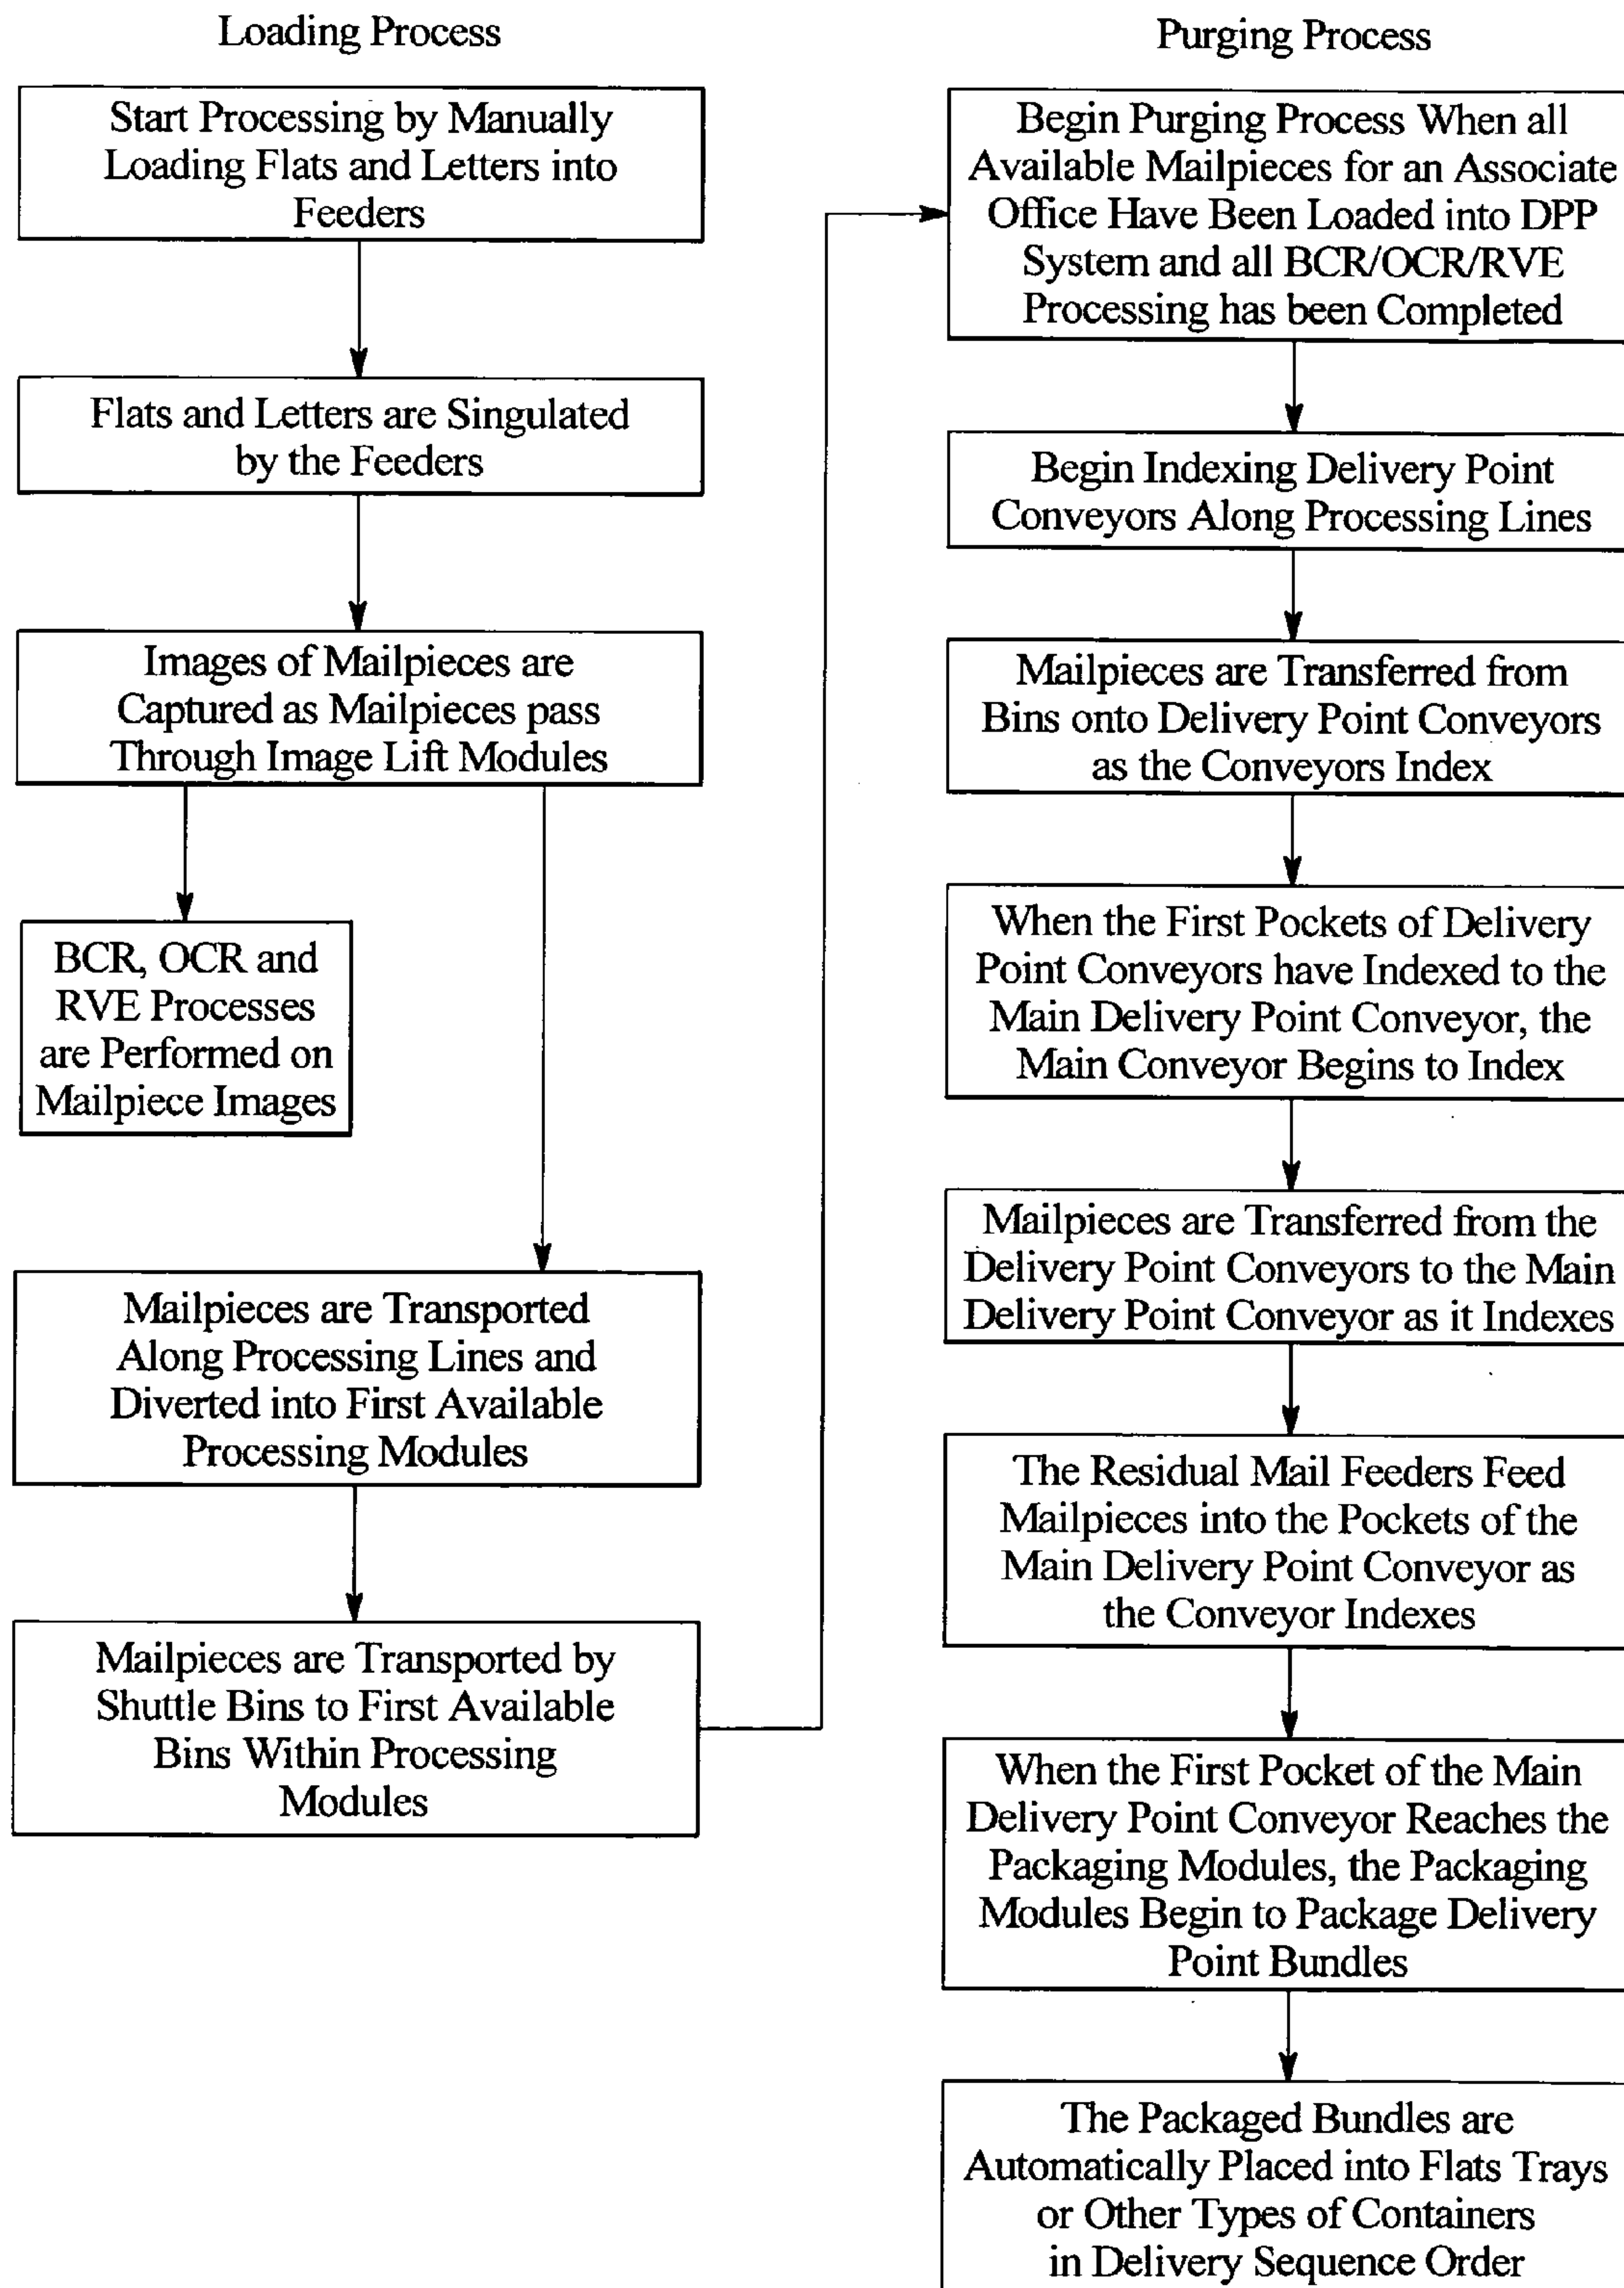 Loading Process
Start Processing by Manually
Loading Flats and Letters into
Feeders
Flats and Letters are Singulated
by the Feeders
Images of Mailpieces are
Captured as Mailpieces pass
Through Image Lift Modules
BCR, OCR and
RVE Processes
are Performed on
Mailpiece Images
Mailpieces are Transported
Along Processing Lines and
Diverted into First Available
Processing Modules
Mailpieces are Transported by
Shuttle Bins to First Available
Bins Within Processing
Modules
Purging Process
Begin Purging Process When all
Available Mailpieces for an Associate
Office Have Been Loaded into DPP
System and all BCR/OCR/RVE
Processing has been Completed
Begin Indexing Delivery Point
Conveyors Along Processing Lines
Mailpieces are Transferred from
Bins onto Delivery Point Conveyors
as the Conveyors Index
When the First Pockets of Delivery
Point Conveyors have Indexed to the
Main Delivery Point Conveyor, the
Main Conveyor Begins to Index
Mailpieces are Transferred from the
Delivery Point Conveyors to the Main
Delivery Point Conveyor as it Indexes
The Residual Mail Feeders Feed
Mailpieces into the Pockets of the
Main Delivery Point Conveyor as
the Conveyor Indexes
When the First Pocket of the Main
Delivery Point Conveyor Reaches the
Packaging Modules, the Packaging
Modules Begin to Package Delivery
Point Bundles
The Packaged Bundles are
Automatically Placed into Flats Trays
or Other Types of Containers
in Delivery Sequence Order